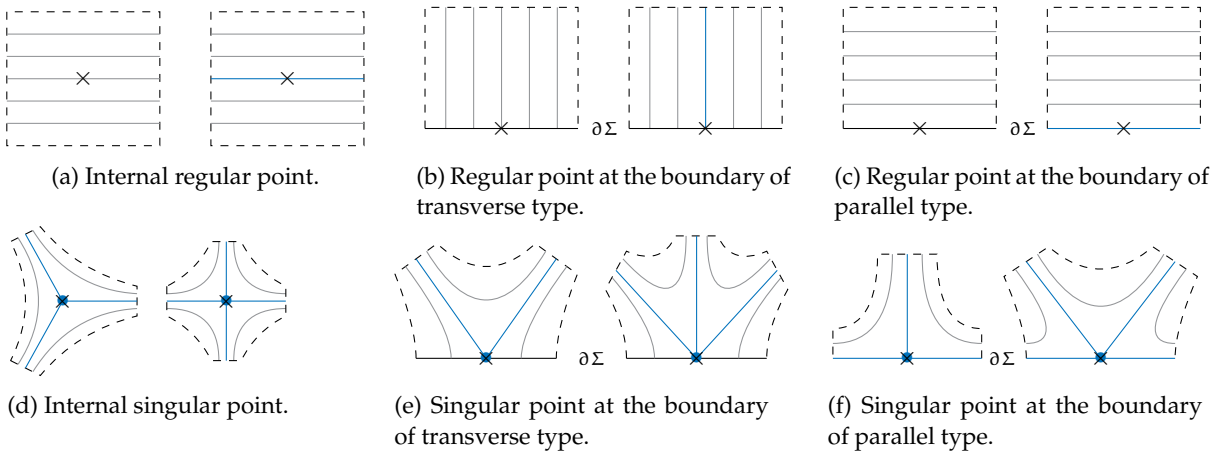 ∂Σ
∂Σ
(a) Internal regular point.
(b) Regular point at the boundary of
transverse type.
(c) Regular point at the boundary of
parallel type.
∂Σ
∂Σ
(d) Internal singular point.
(e) Singular point at the boundary
of transverse type.
(f) Singular point at the boundary
of parallel type.